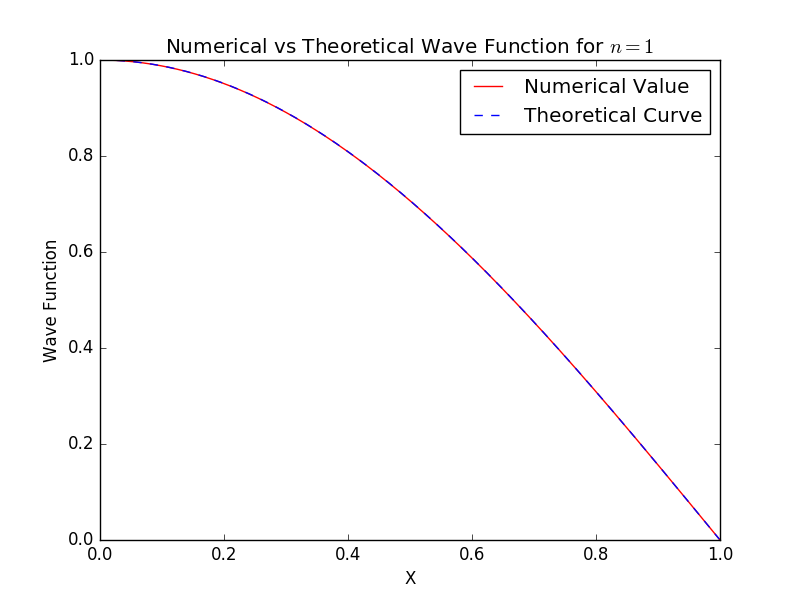 Numerical vs Theoretical Wave Function for n = 1
1.0
0.8
0.6
0.4
0.2
0.0
Wave Function
Numerical Value
Theoretical Curve
0.0 0.2 0.4 0.6 0.8 1.0
X